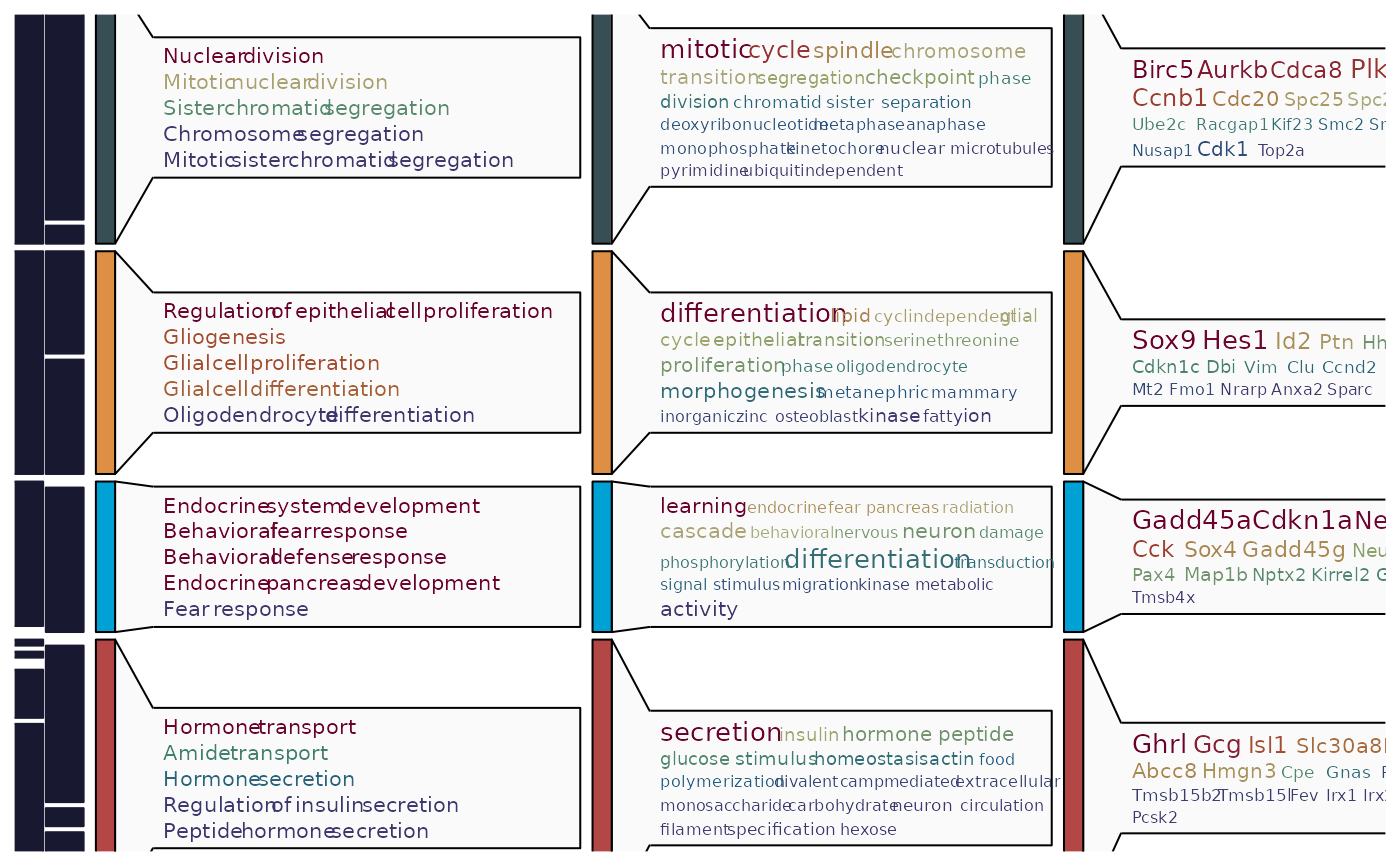 Nuclear division
Mitotic nuclear division
Sister chromatid segregation
Chromosome segregation
Mitotic sister chromatid segregation
mitotic cycle spindle chromosome
transition segregation checkpoint phase
division chromatid sister separation
deoxyribonucleotide metaphase anaphase
monophosphate kinetochore nuclear microtubules
pyrimidine ubiquitin dependent
Birc5 Aurkb Cdca8 Plk
Ccnb1 Cdc20 Spc25 Spc2
Ube2c Racgap1 Kif23 Smc2 Sm
Nusap1 Cdk1 Top2a
Regulation of epithelial cell proliferation
Gliogenesis
Glial cell proliferation
Glial cell differentiation
Oligodendrocyte differentiation
differentiation lipid cyclindependent glial
cycle epithelial transition serinethreonine
proliferation phase oligodendrocyte
morphogenesis metanephric mammary
inorganic zinc osteoblast kinase fatty ion
Sox9 Hes1 Id2 Ptn Hh
Cdkn1c Dbi Vim Clu Ccnd2
Mt2 Fmo1 Nrarp Anxa2 Sparc
Endocrine system development
Behavioral fear response
Behavioral defense response
Endocrine pancreas development
Fear response
learning endocrine fear pancreas radiation
cascade behavioral nervous neuron damage
phosphorylation differentiation transduction
signal stimulus migration kinase metabolic
activity
Gadd45a Cdkn1a Ne
Cck Sox4 Gadd45g Neu
Pax4 Map1b Nptx2 Kirrel2 G
Tmsb4x
Hormone transport
Amide transport
Hormone secretion
Regulation of insulin secretion
Peptide hormone secretion
secretion insulin hormone peptide
glucose stimulus homeostasis actin food
polymerization divalent campmediated extracellular
monosaccharide carbohydrate neuron circulation
filament specification hexose
Ghrl Gcg Isl1 Slc30a8
Abcc8 Hmgn3 Cpe Gnas
Tmsb15b2 Tmsb15l Fev Irx1 Irx
Pcsk2